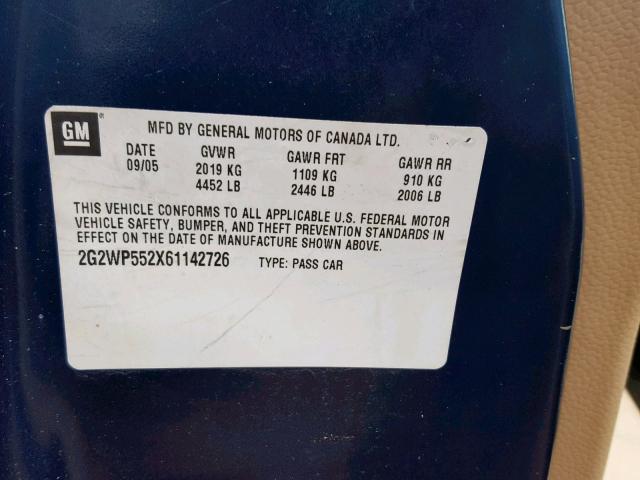 GM
MFD BY GENERAL MOTORS OF CANADA LTD.
DATE GVWR GAWR FRT GAWR RR
09/05 2019 KG 1109 KG 910 KG
4452 LB 2446 LB 2006 LB
THIS VEHICLE CONFORMS TO ALL APPLICABLE U.S. FEDERAL MOTOR
VEHICLE SAFETY, BUMPER, AND THEFT PREVENTION STANDARDS IN
EFFECT ON THE DATE OF MANUFACTURE SHOWN ABOVE.
2G2WP552X61142726 TYPE: PASS CAR